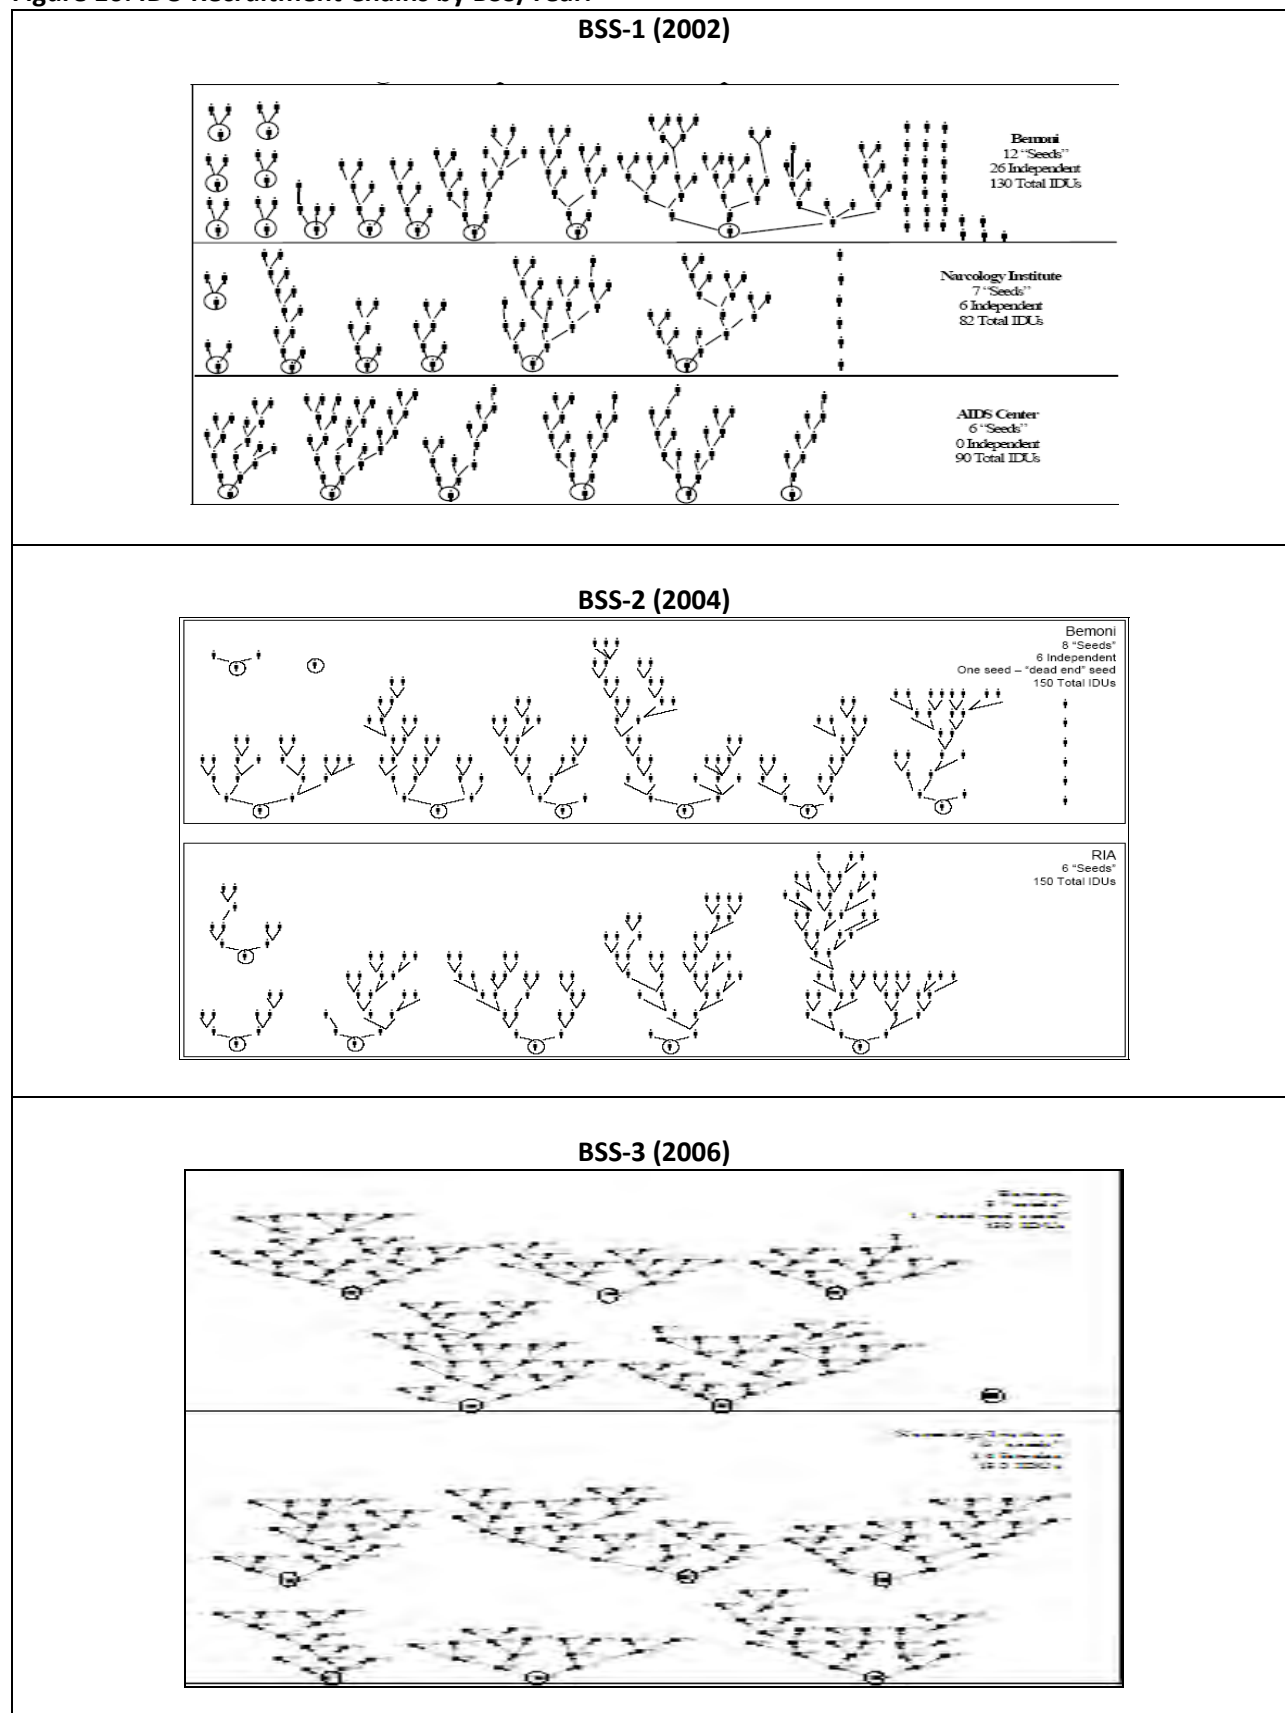 BSS-1 (2002)
Bemoni
12 "Seeds"
26 Independent
130 Total IDUs
Narcology Institute
7 "Seeds"
6 Independent
82 Total IDUs
AIDS Center
6 "Seeds"
0 Independent
90 Total IDUs
BSS-2 (2004)
Bemoni
8 "Seeds"
6 Independent
One seed – "dead end" seed
150 Total IDUs
RIA
6 "Seeds"
150 Total IDUs
BSS-3 (2006)